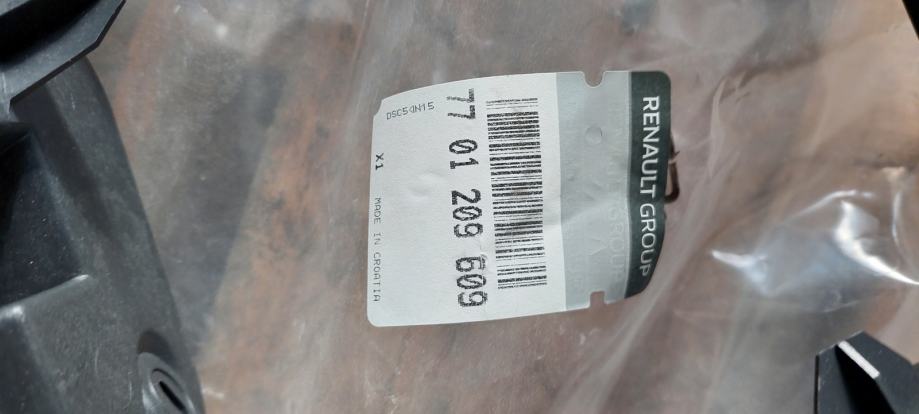 RENAULT GROUP
77 01 209 609
DSC54N15
X1
MADE IN CROATIA